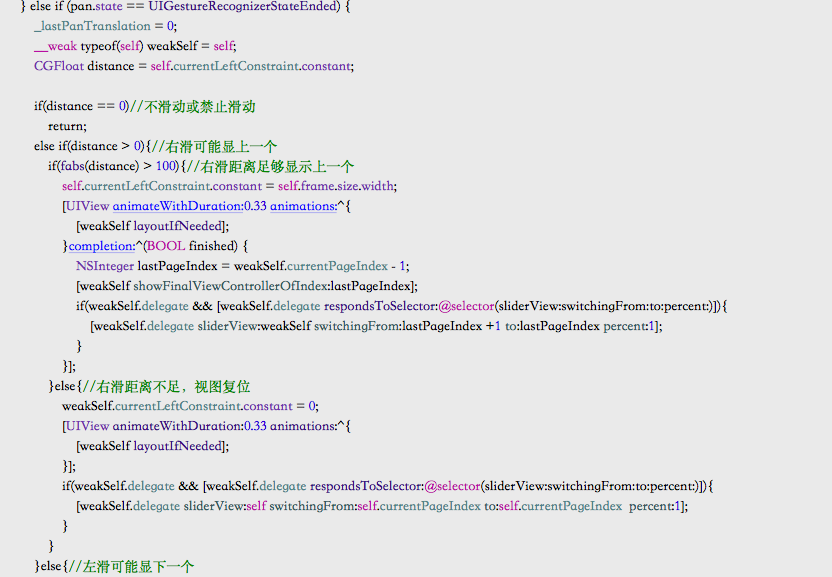 } else if (pan.state == UIGestureRecognizerStateEnded) {
_lastPanTranslation = 0;
__weak typeof(self) weakSelf = self;
CGFloat distance = self.currentLeftConstraint.constant;
if(distance == 0)//不滑动或禁止滑动
return;
else if(distance > 0){//右滑可能显上一个
if(fabs(distance) > 100){//右滑距离足够显示上一个
self.currentLeftConstraint.constant = self.frame.size.width;
[UIView animateWithDuration:0.33 animations:^{
[weakSelf layoutIfNeeded];
}completion:^(BOOL finished) {
NSInteger lastPageIndex = weakSelf.currentPageIndex - 1;
[weakSelf showFinalViewControllerOfIndex:lastPageIndex];
if(weakSelf.delegate && [weakSelf.delegate respondsToSelector:@selector(sliderView:switchingFrom:to:percent:)]){
[weakSelf.delegate sliderView:weakSelf switchingFrom:lastPageIndex +1 to:lastPageIndex percent:1];
}
}];
}else{//右滑距离不足，视图复位
weakSelf.currentLeftConstraint.constant = 0;
[UIView animateWithDuration:0.33 animations:^{
[weakSelf layoutIfNeeded];
}];
if(weakSelf.delegate && [weakSelf.delegate respondsToSelector:@selector(sliderView:switchingFrom:to:percent:)]){
[weakSelf.delegate sliderView:self switchingFrom:self.currentPageIndex to:self.currentPageIndex  percent:1];
}
}
}else{//左滑可能显下一个